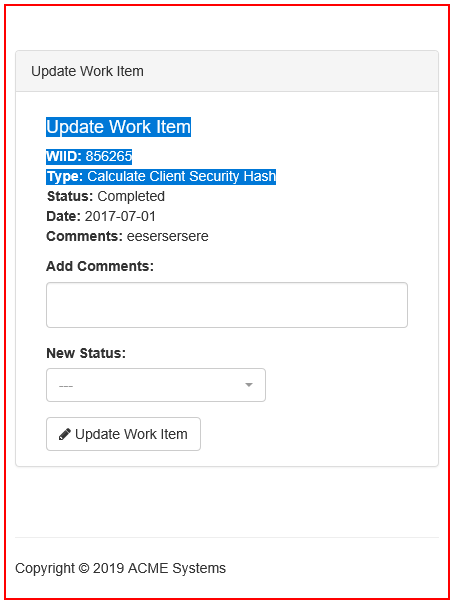 Update Work Item
Update Work Item
WIID: 856265
Type: Calculate Client Security Hash
Status: Completed
Date: 2017-07-01
Comments: eesersersere
Add Comments:
New Status:
---
Update Work Item
Copyright © 2019 ACME Systems